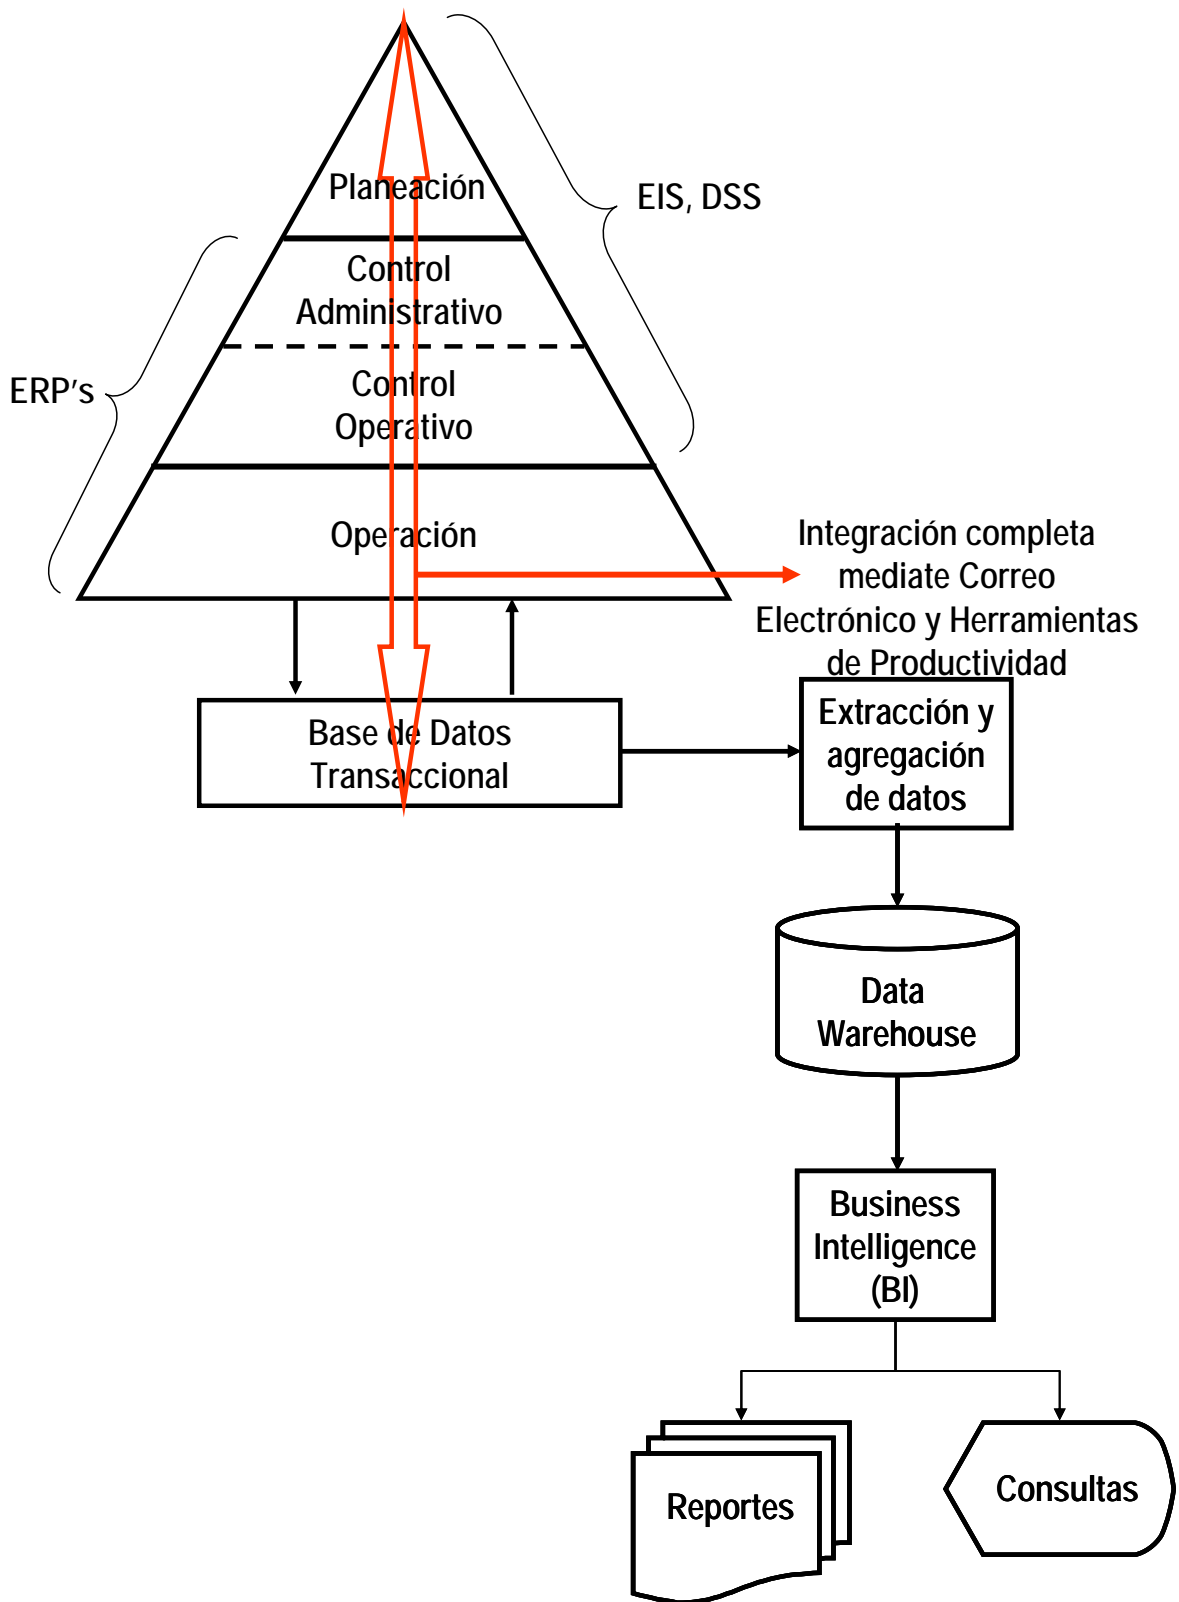 Planeación
EIS, DSS
Control
Administrativo
ERP's
Control
Operativo
Operación
Integración completa
mediate Correo
Electrónico y Herramientas
de Productividad
Base de Datos
Transaccional
Extracción y
agregación
de datos
Data
Warehouse
Business
Intelligence
(BI)
Reportes
Consultas